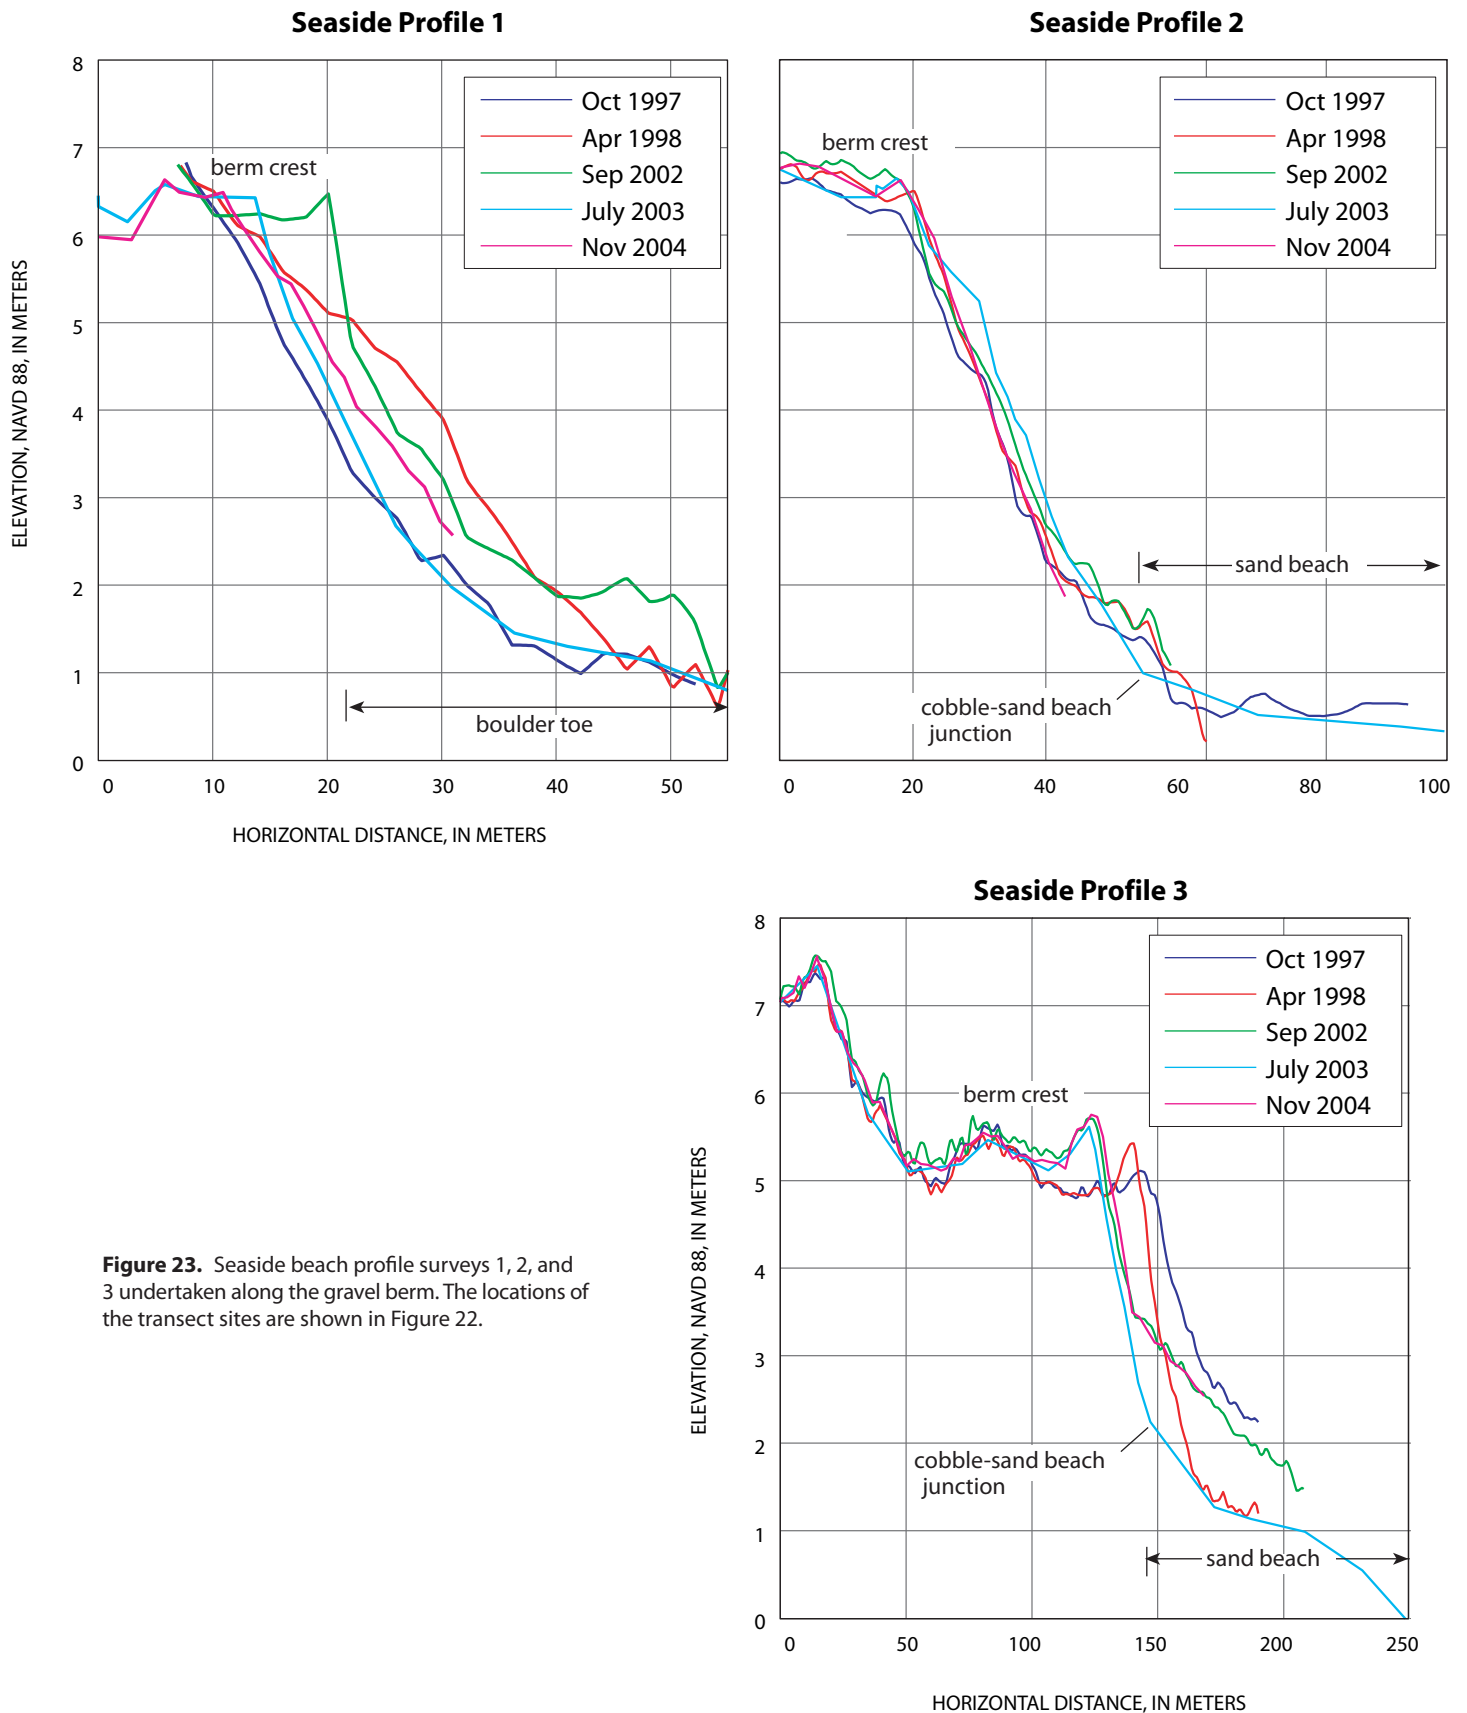 Seaside Profile 1
8
7
6
5
4
3
2
1
0
ELEVATION, NAVD 88, IN METERS
Oct 1997
Apr 1998
Sep 2002
July 2003
Nov 2004
berm crest
boulder toe
0 10 20 30 40 50
HORIZONTAL DISTANCE, IN METERS
Seaside Profile 2
Oct 1997
Apr 1998
Sep 2002
July 2003
Nov 2004
berm crest
sand beach
cobble-sand beach
junction
0 20 40 60 80 100
Seaside Profile 3
8
7
6
5
4
3
2
1
0
ELEVATION, NAVD 88, IN METERS
Oct 1997
Apr 1998
Sep 2002
July 2003
Nov 2004
berm crest
cobble-sand beach
junction
sand beach
0 50 100 150 200 250
HORIZONTAL DISTANCE, IN METERS
Figure 23. Seaside beach profile surveys 1, 2, and
3 undertaken along the gravel berm. The locations of
the transect sites are shown in Figure 22.